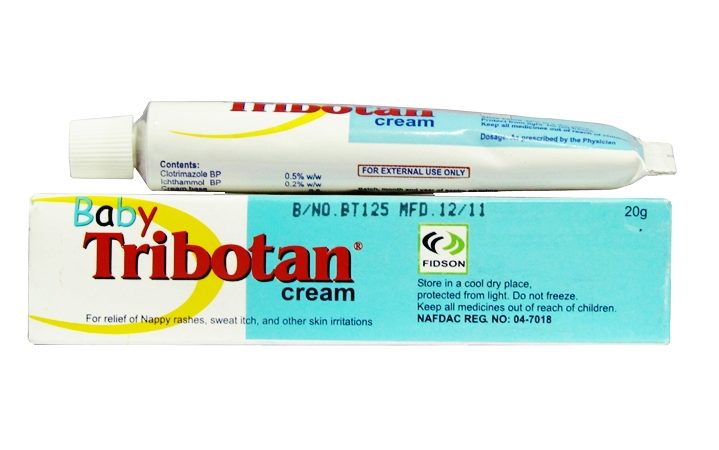 Tribotan
cream
Keep all medicines out of reach of children
Dosage: As prescribed by the Physician
Contents:
Clotrimazole BP 0.5% w/w
Ichthammol BP 0.2% w/w
Cream base
FOR EXTERNAL USE ONLY
Baby
Tribotan®
cream
For relief of Nappy rashes, sweat itch, and other skin irritations
B/NO.BT125 MFD.12/11
20g
FIDSON
Store in a cool dry place,
protected from light. Do not freeze.
Keep all medicines out of reach of children.
NAFDAC REG. NO: 04-7018